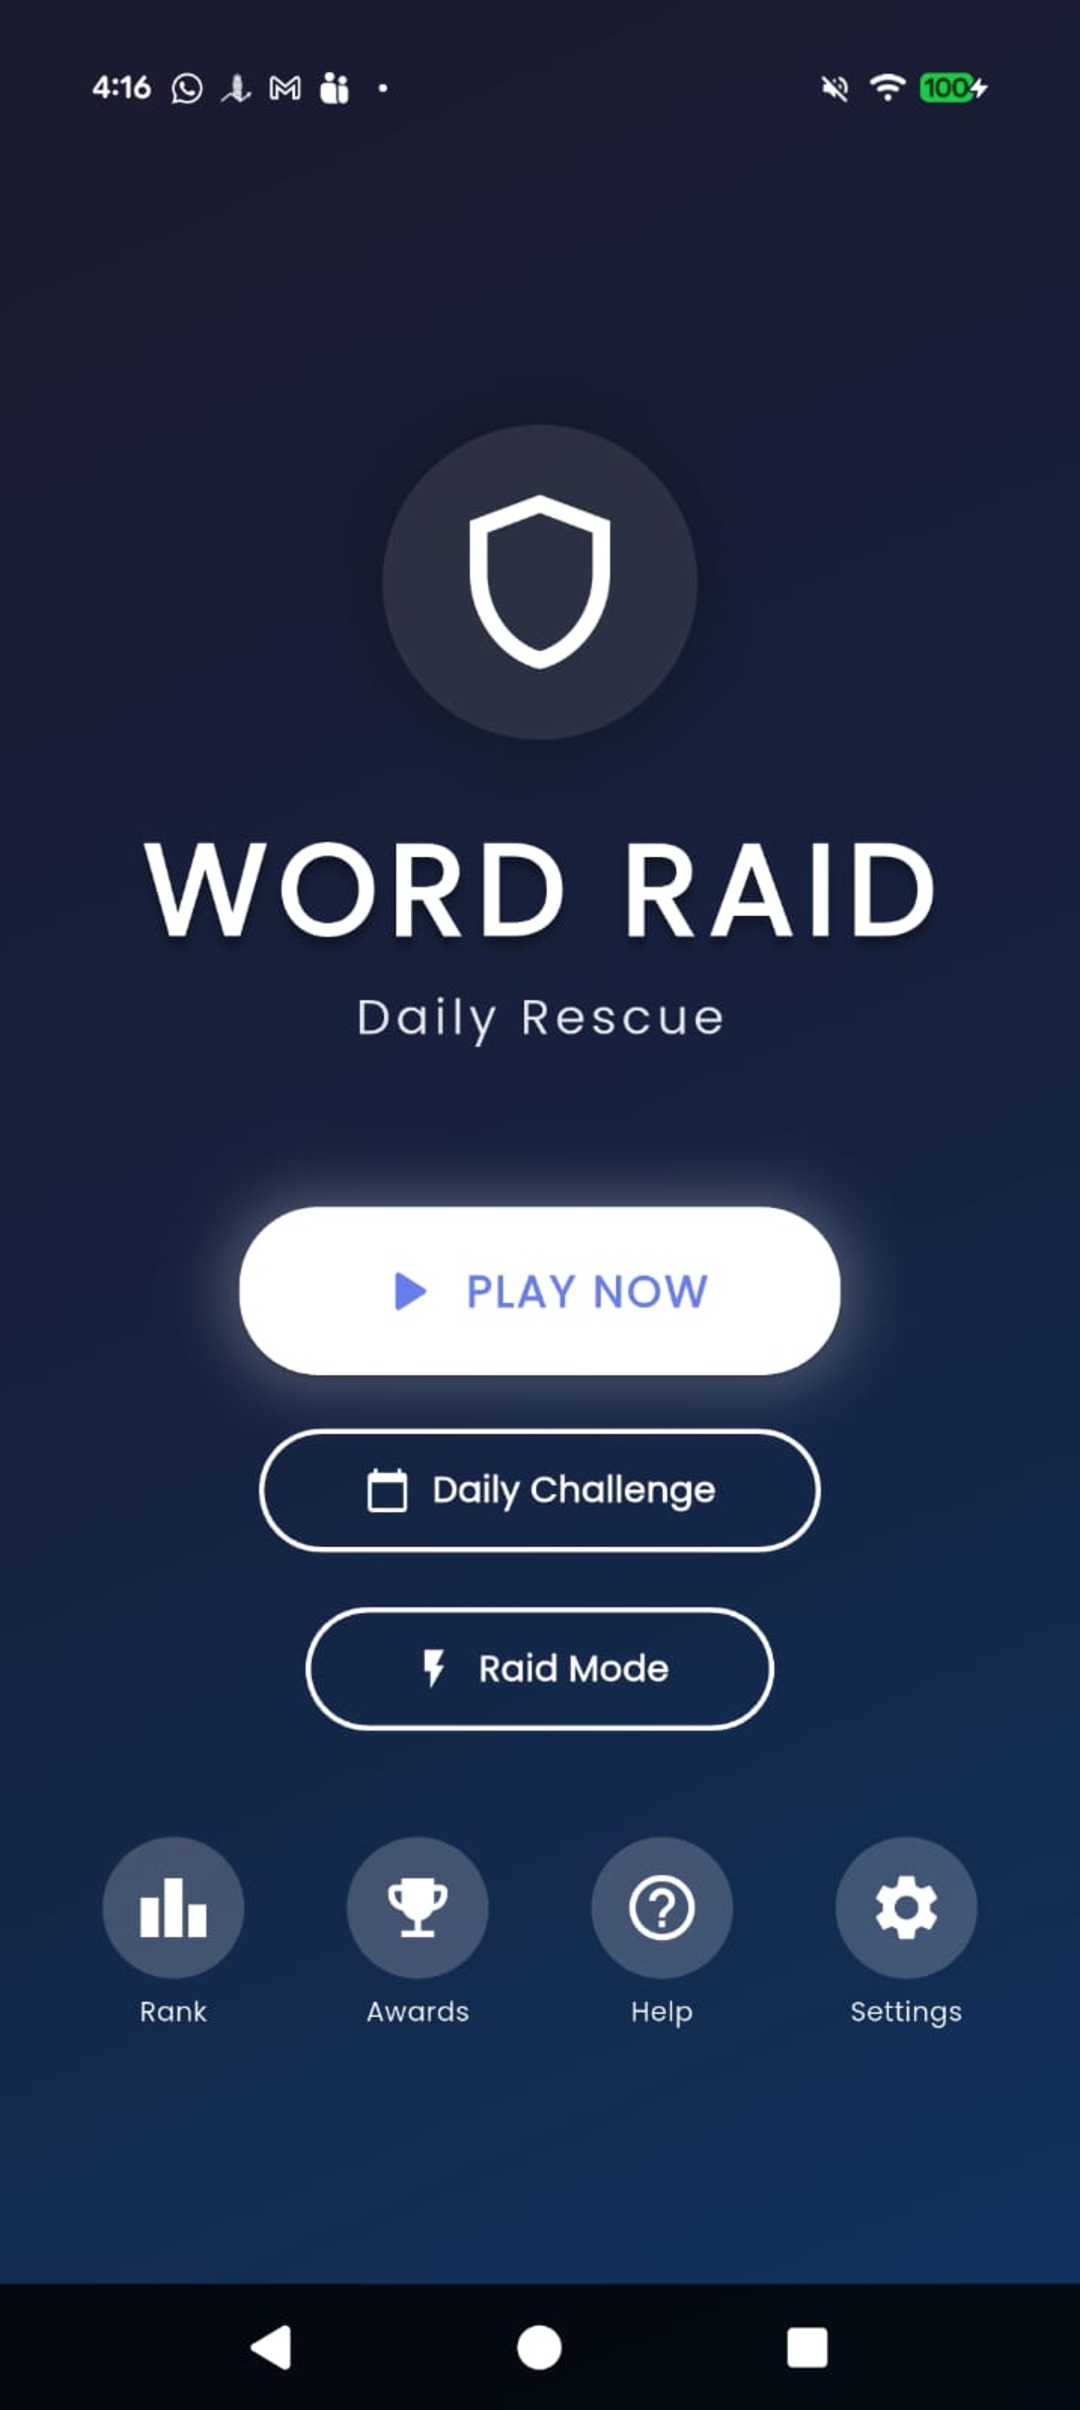 4:16
100
WORD RAID
Daily Rescue
PLAY NOW
Daily Challenge
Raid Mode
Rank Awards Help Settings